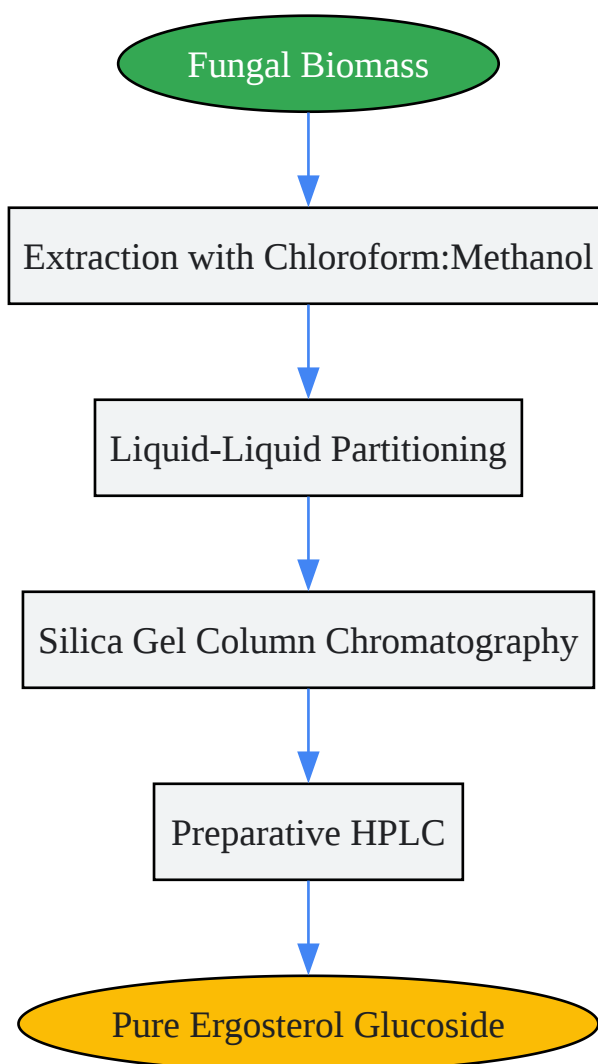 Fungal Biomass
Extraction with Chloroform:Methanol
Liquid-Liquid Partitioning
Silica Gel Column Chromatography
Preparative HPLC
Pure Ergosterol Glucoside